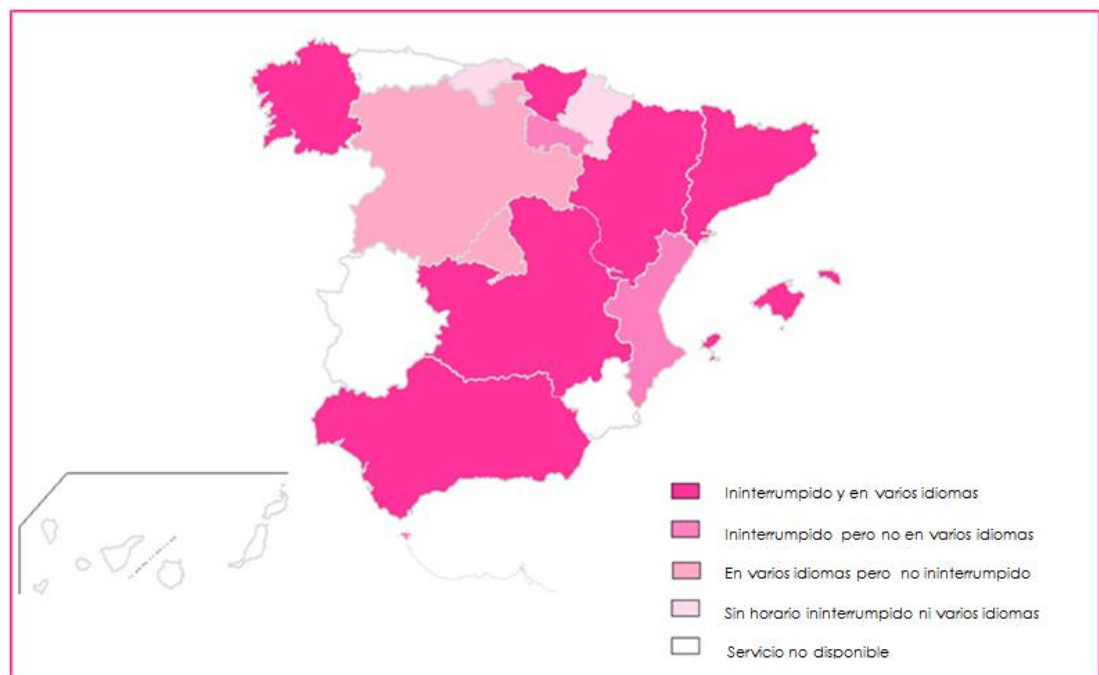 Ininterrumpido y en varios idiomas
Ininterrumpido pero no en varios idiomas
En varios idiomas pero no ininterrumpido
Sin horario ininterrumpido ni varios idiomas
Servicio no disponible